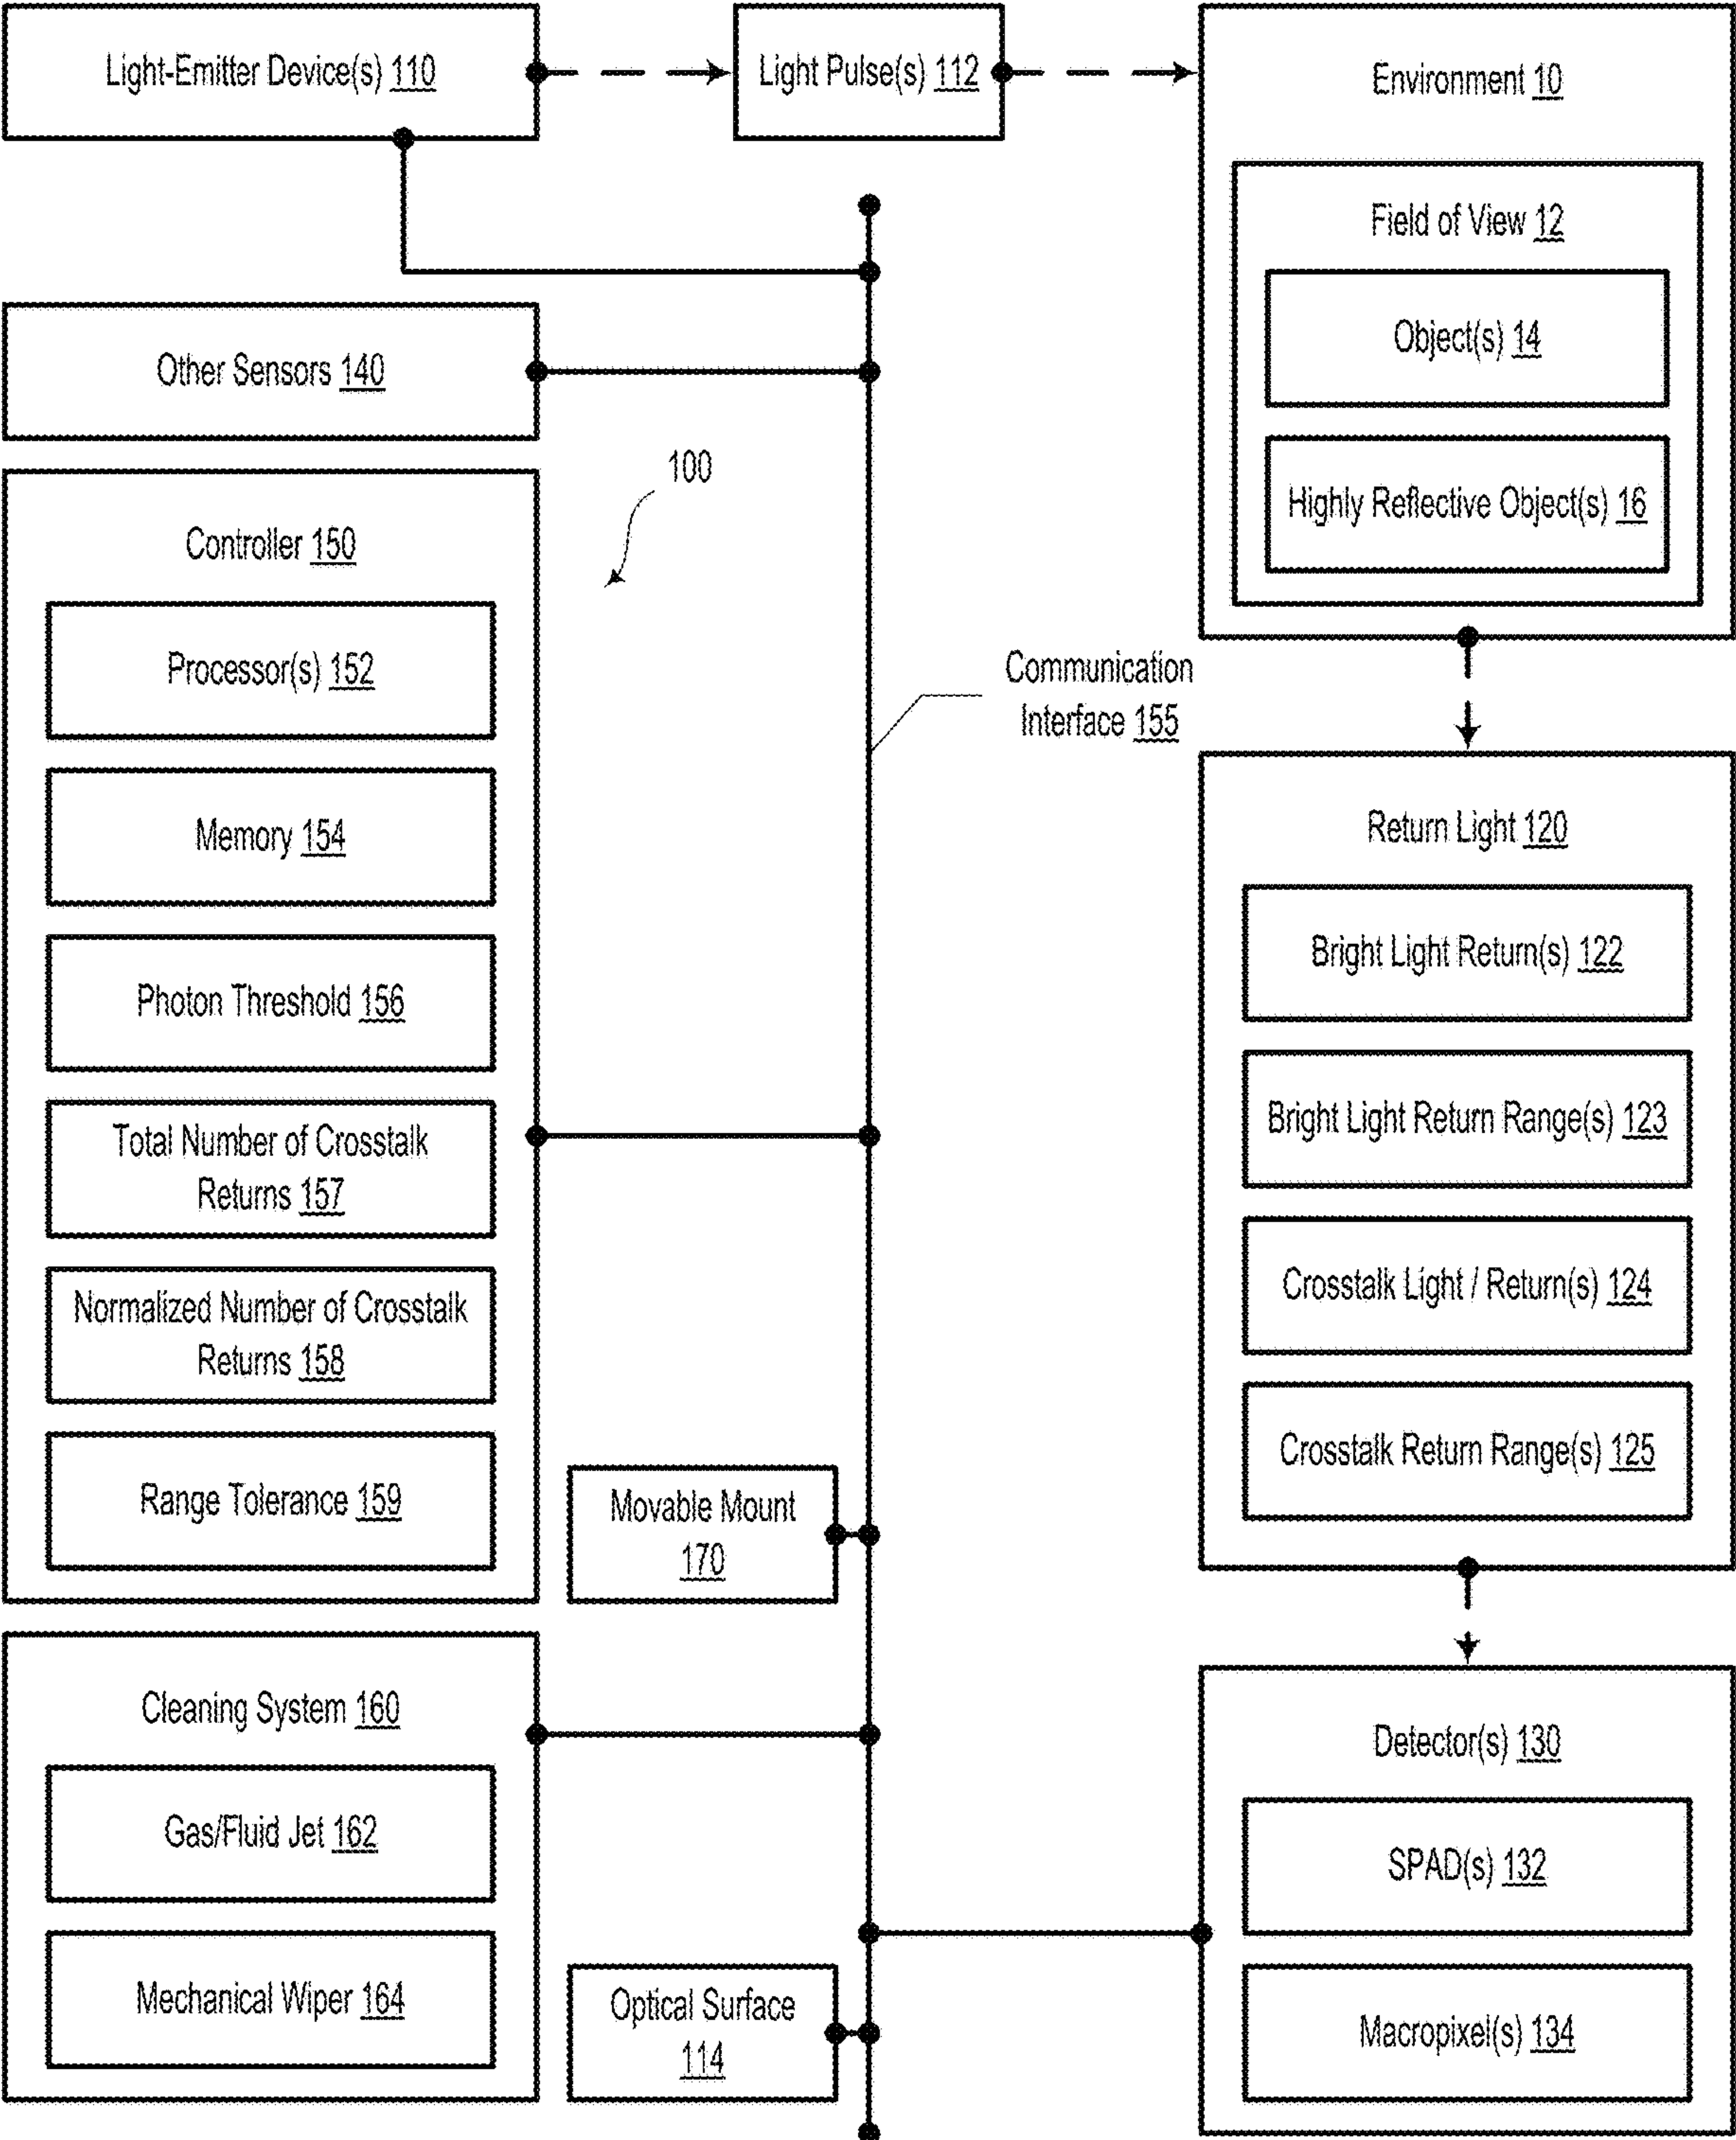 Light-Emitter Device(s) 110
Light Pulse(s) 112
Environment 10
Field of View 12
Object(s) 14
Highly Reflective Object(s) 16
Other Sensors 140
100
Controller 150
Processor(s) 152
Memory 154
Photon Threshold 156
Total Number of Crosstalk
Returns 157
Normalized Number of Crosstalk
Returns 158
Range Tolerance 159
Communication
Interface 155
Return Light 120
Bright Light Return(s) 122
Bright Light Return Range(s) 123
Crosstalk Light / Return(s) 124
Crosstalk Return Range(s) 125
Movable Mount
170
Cleaning System 160
Gas/Fluid Jet 162
Mechanical Wiper 164
Optical Surface
114
Detector(s) 130
SPAD(s) 132
Macropixel(s) 134